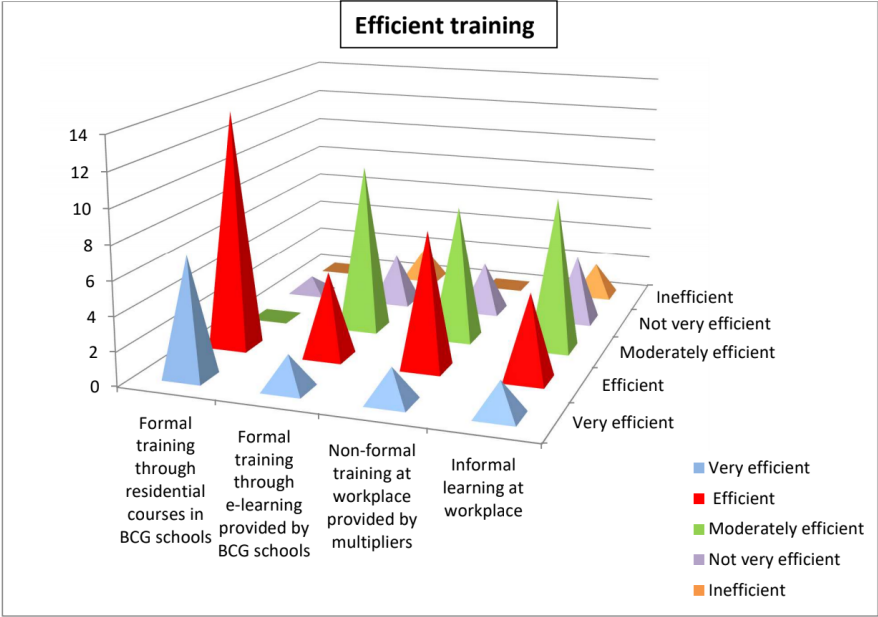 Efficient training
14
12
10
8
6
4
2
0
Inefficient
Not very efficient
Moderately efficient
Efficient
Very efficient
Formal
training
through
residential
courses in
BCG schools
Formal
training
through
e-learning
provided by
BCG schools
Non-formal
training at
workplace
provided by
multipliers
Informal
learning at
workplace
Very efficient
Efficient
Moderately efficient
Not very efficient
Inefficient